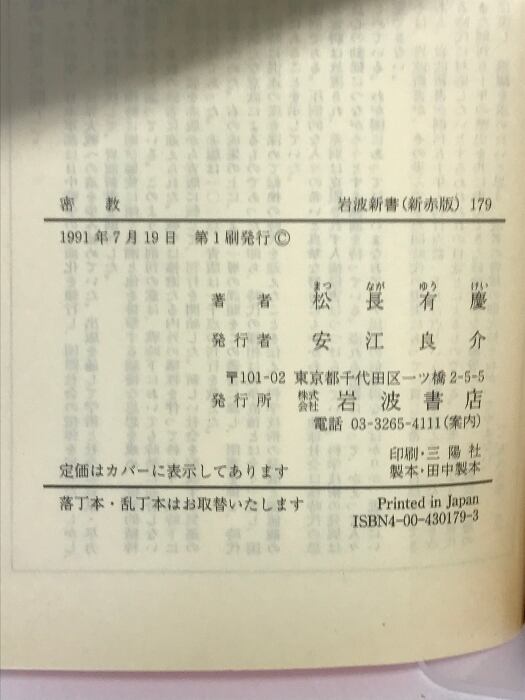 密教 岩波新書(新赤版)179
1991年7月19日 第1刷発行©
まつ なが ゆう けい
著者 松長有慶
発行者 安江良介
〒101-02 東京都千代田区一ツ橋2-5-5
発行所 株式会社 岩波書店
電話 03-3265-4111(案内)
印刷・三陽社
定価はカバーに表示してあります 製本・田中製本
落丁本・乱丁本はお取替いたします Printed in Japan
ISBN4-00-430179-3